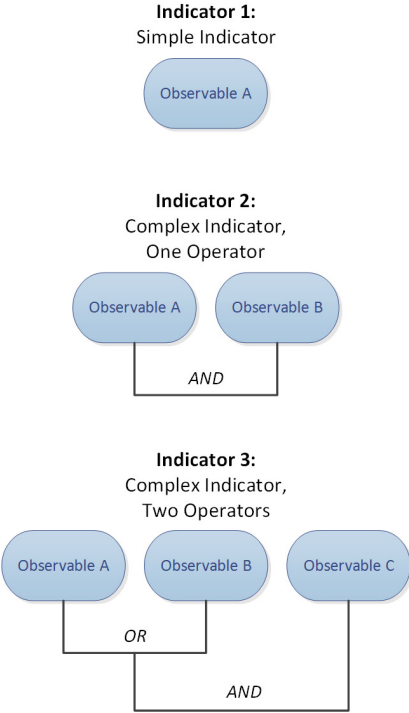 Indicator 1:
Simple Indicator
Observable A
Indicator 2:
Complex Indicator,
One Operator
Observable A
Observable B
AND
Indicator 3:
Complex Indicator,
Two Operators
Observable A
Observable B
Observable C
OR
AND